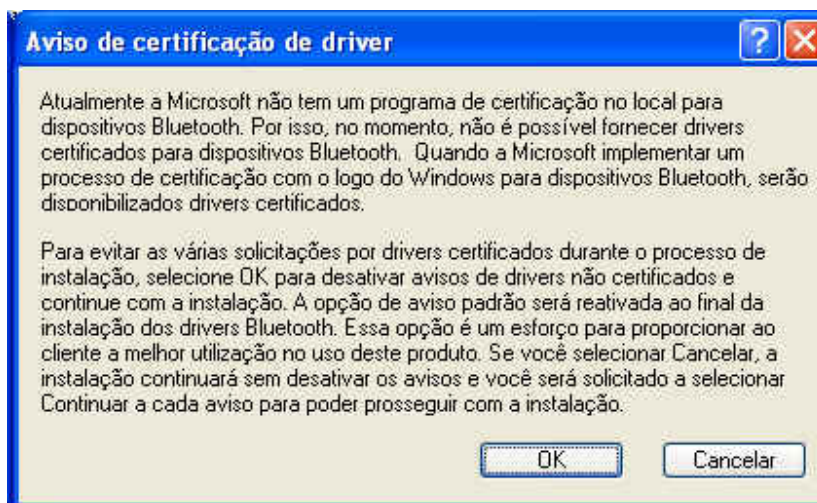 Aviso de certificação de driver
Atualmente a Microsoft não tem um programa de certificação no local para
dispositivos Bluetooth. Por isso, no momento, não é possível fornecer drivers
certificados para dispositivos Bluetooth.  Quando a Microsoft implementar um
processo de certificação com o logo do Windows para dispositivos Bluetooth, serão
disponibilizados drivers certificados.
Para evitar as várias solicitações por drivers certificados durante o processo de
instalação, selecione OK para desativar avisos de drivers não certificados e
continue com a instalação. A opção de aviso padrão será reativada ao final da
instalação dos drivers Bluetooth. Essa opção é um esforço para proporcionar ao
cliente a melhor utilização no uso deste produto. Se você selecionar Cancelar, a
instalação continuará sem desativar os avisos e você será solicitado a selecionar
Continuar a cada aviso para poder prosseguir com a instalação.
OK Cancelar